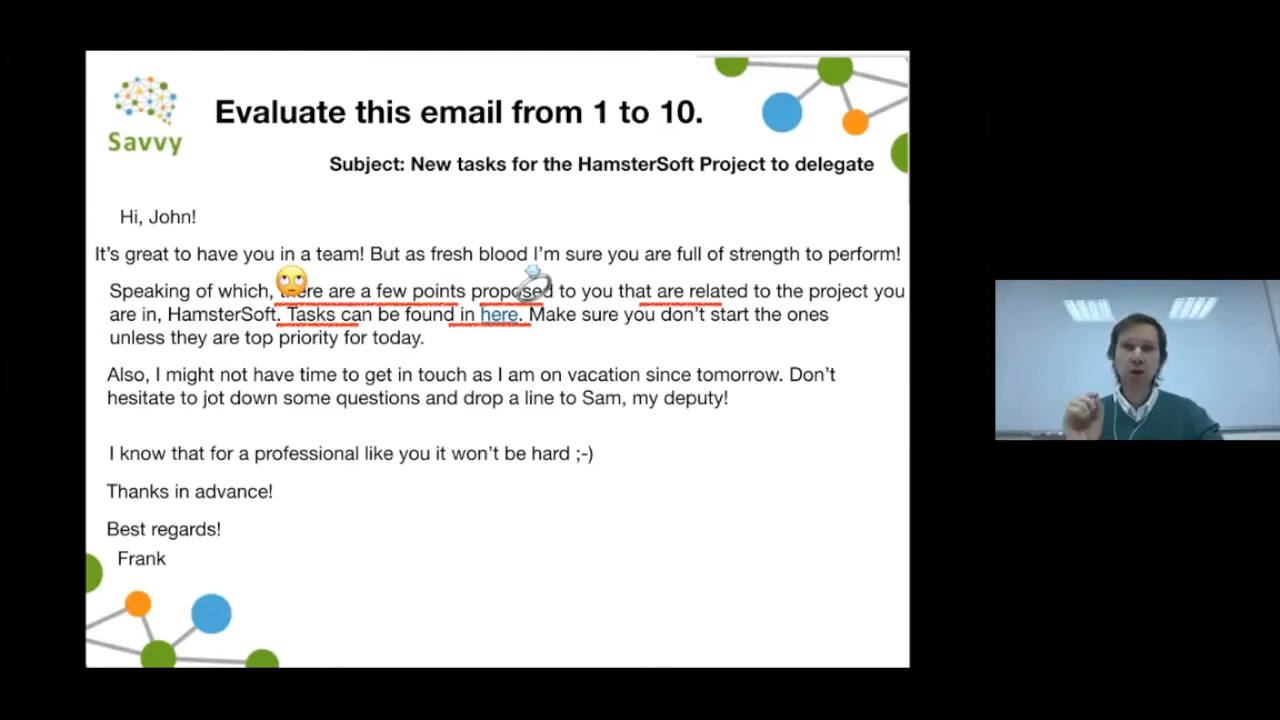 Savvy
Evaluate this email from 1 to 10.
Subject: New tasks for the HamsterSoft Project to delegate
Hi, John!
It's great to have you in a team! But as fresh blood I'm sure you are full of strength to perform!
Speaking of which, there are a few points proposed to you that are related to the project you
are in, HamsterSoft. Tasks can be found in here. Make sure you don't start the ones
unless they are top priority for today.
Also, I might not have time to get in touch as I am on vacation since tomorrow. Don't
hesitate to jot down some questions and drop a line to Sam, my deputy!
I know that for a professional like you it won't be hard ;-)
Thanks in advance!
Best regards!
Frank